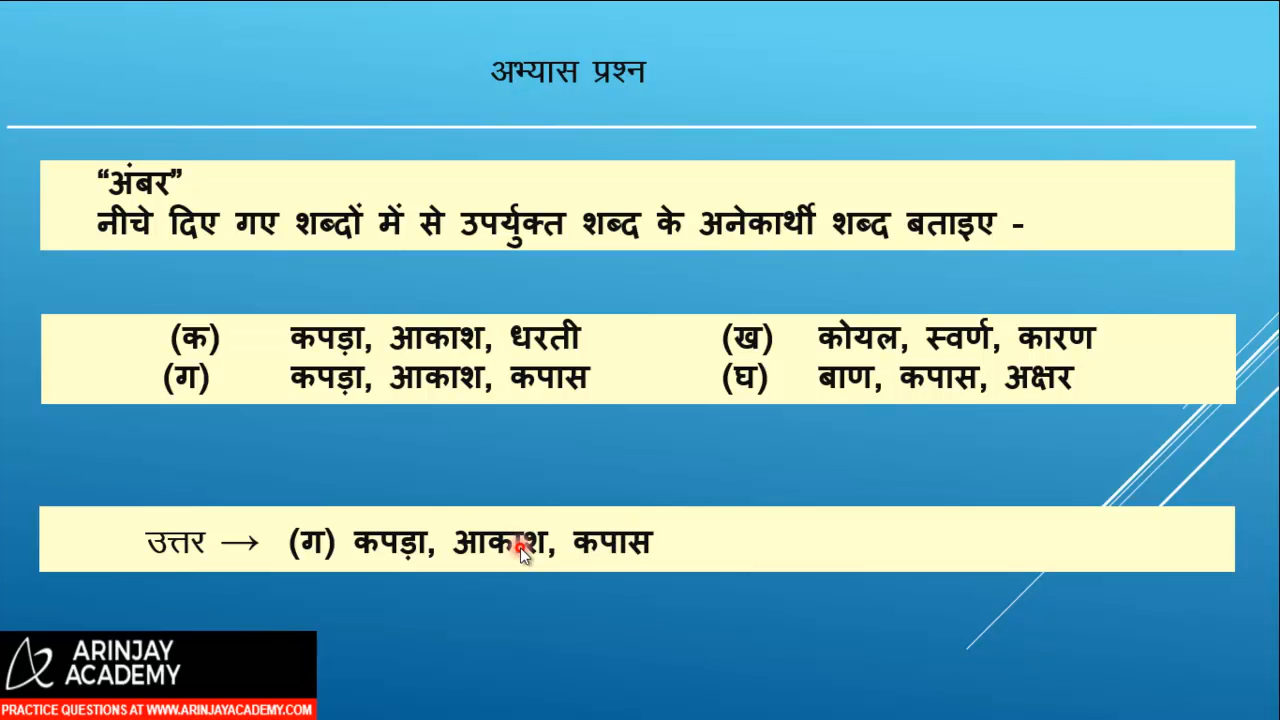 अभ्यास प्रश्न
“अंबर”
नीचे दिए गए शब्दों में से उपर्युक्त शब्द के अनेकार्थी शब्द बताइए -
(क) कपड़ा, आकाश, धरती (ख) कोयल, स्वर्ण, कारण
(ग) कपड़ा, आकाश, कपास (घ) बाण, कपास, अक्षर
उत्तर → (ग) कपड़ा, आकाश, कपास
ARINJAY
ACADEMY
PRACTICE QUESTIONS AT WWW.ARINJAYACADEMY.COM